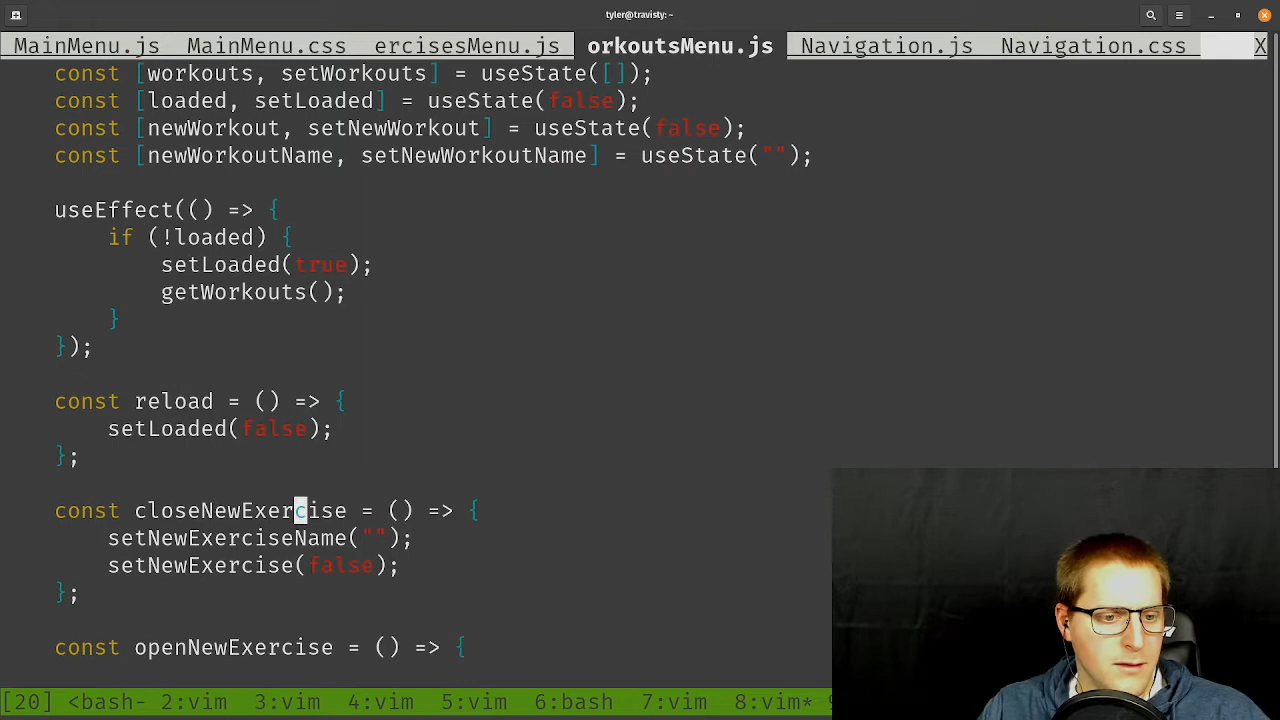 tyler@travisty:~
MainMenu.js MainMenu.css ercisesMenu.js orkoutsMenu.js Navigation.js Navigation.css X
const [workouts, setWorkouts] = useState([]);
const [loaded, setLoaded] = useState(false);
const [newWorkout, setNewWorkout] = useState(false);
const [newWorkoutName, setNewWorkoutName] = useState("");
useEffect(() => {
if (!loaded) {
setLoaded(true);
getWorkouts();
}
});
const reload = () => {
setLoaded(false);
};
const closeNewExercise = () => {
setNewExerciseName("");
setNewExercise(false);
};
const openNewExercise = () => {
[20] <bash- 2:vim 3:vim 4:vim 5:vim 6:bash 7:vim 8:vim*